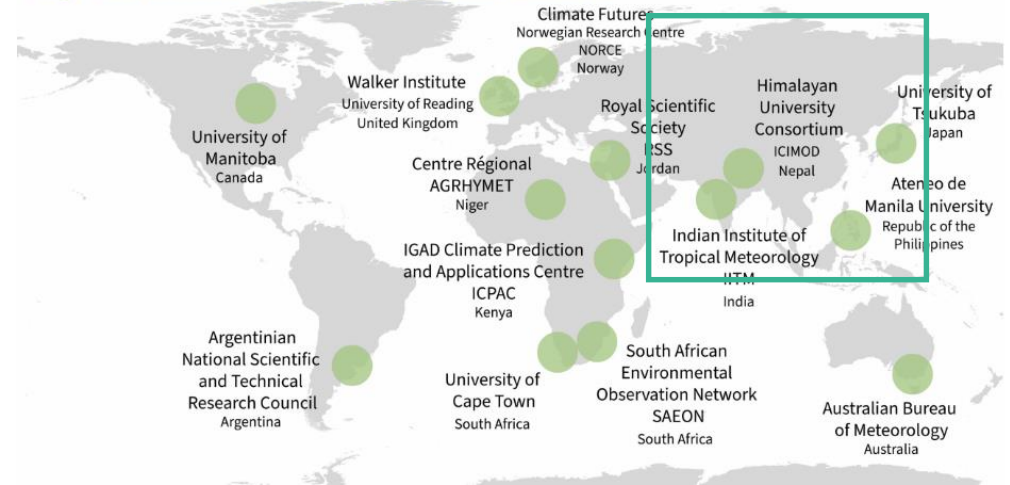 Climate Futures
Norwegian Research Centre
NORCE
Norway
Walker Institute
University of Reading
United Kingdom
University of
Manitoba
Canada
Royal Scientific
Society
RSS
Jordan
Himalayan
University
Consortium
ICIMOD
Nepal
University of
Tsukuba
Japan
Centre Régional
AGRHYMET
Niger
Ateneo de
Manila University
Republic of the
Philippines
Indian Institute of
Tropical Meteorology
IITM
India
IGAD Climate Prediction
and Applications Centre
ICPAC
Kenya
Argentinian
National Scientific
and Technical
Research Council
Argentina
University of
Cape Town
South Africa
South African
Environmental
Observation Network
SAEON
South Africa
Australian Bureau
of Meteorology
Australia